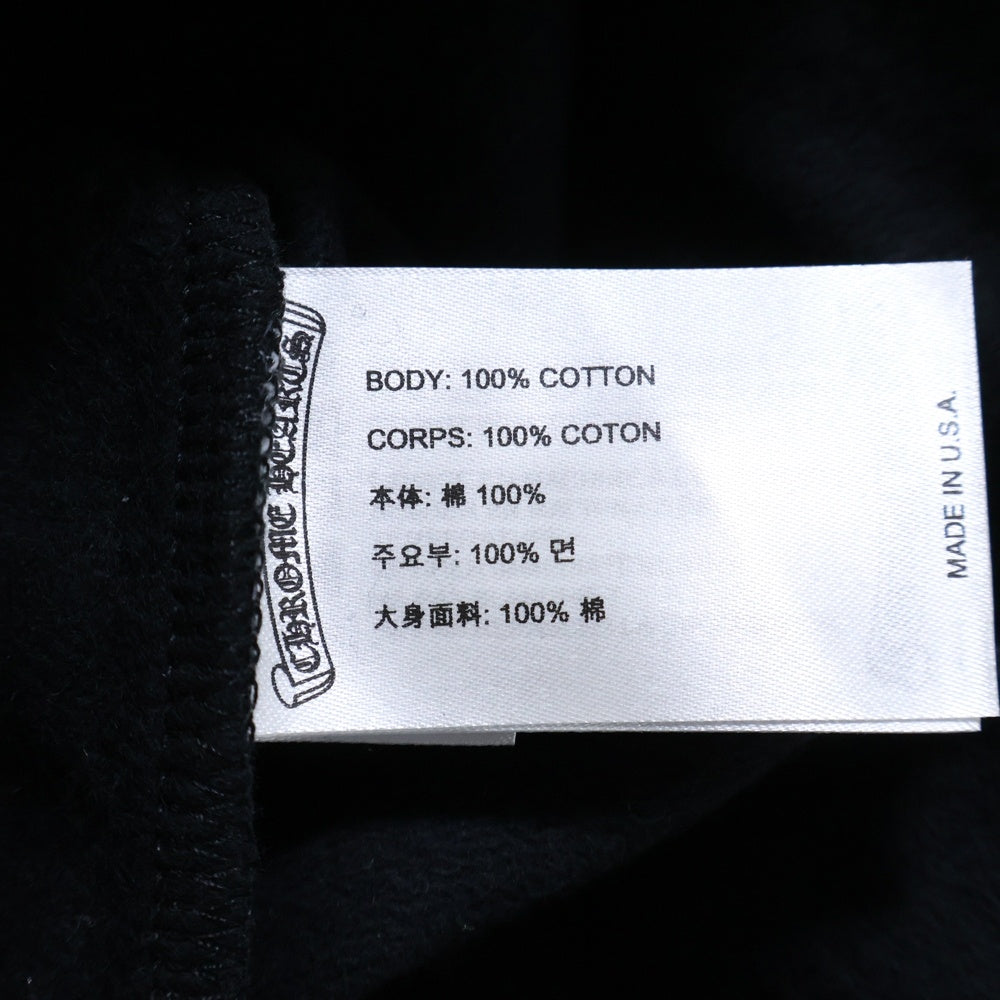 CHROME HEARTS
BODY: 100% COTTON
CORPS: 100% COTON
本体: 棉 100%
주요부: 100% 면
大身面料: 100% 棉
MADE IN U.S.A.